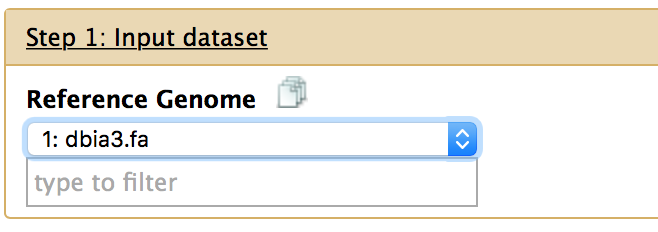 Step 1: Input dataset
Reference Genome
1: dbia3.fa
type to filter